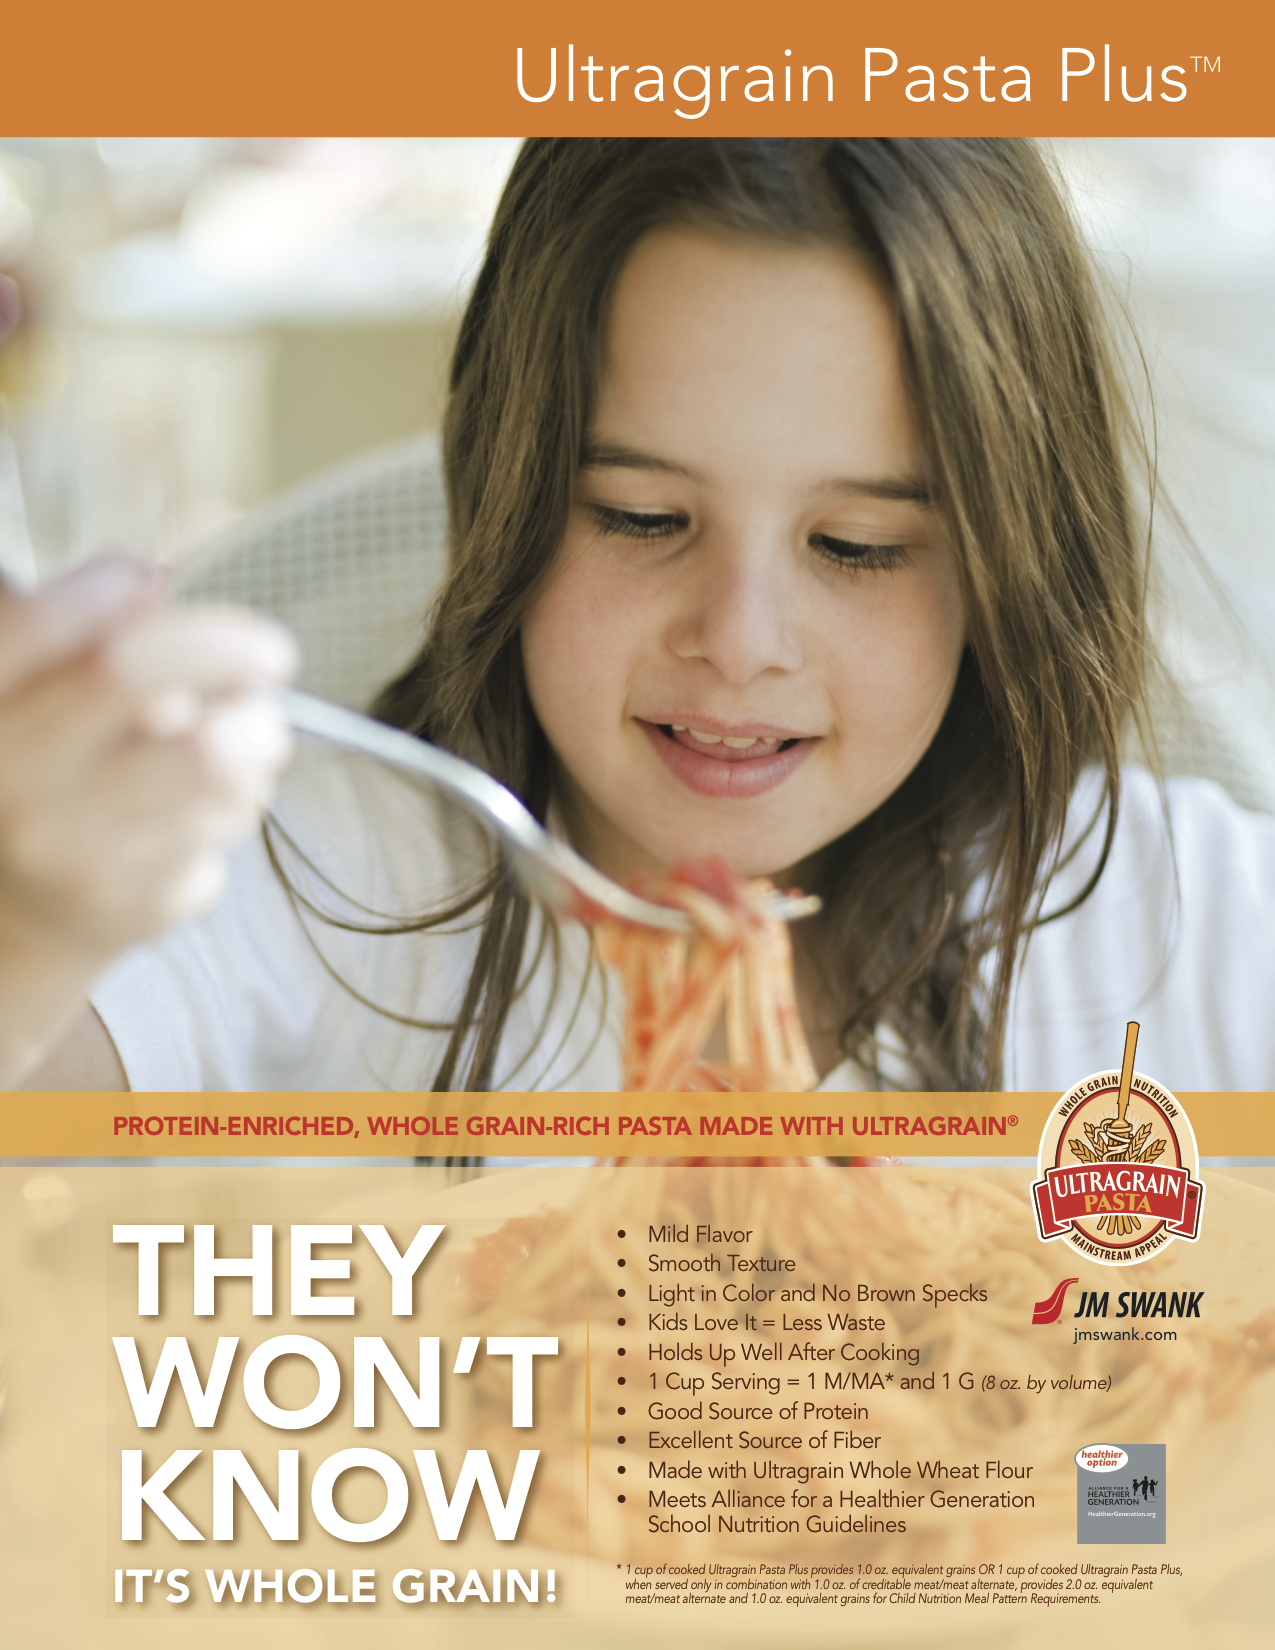 Ultragrain Pasta Plus™
PROTEIN-ENRICHED, WHOLE GRAIN-RICH PASTA MADE WITH ULTRAGRAIN®
WHOLE GRAIN NUTRITION
ULTRAGRAIN®
PASTA
MAINSTREAM APPEAL
JM SWANK®
jmswank.com
THEY
WON'T
KNOW
IT'S WHOLE GRAIN!
• Mild Flavor
• Smooth Texture
• Light in Color and No Brown Specks
• Kids Love It = Less Waste
• Holds Up Well After Cooking
• 1 Cup Serving = 1 M/MA* and 1 G (8 oz. by volume)
• Good Source of Protein
• Excellent Source of Fiber
• Made with Ultragrain Whole Wheat Flour
• Meets Alliance for a Healthier Generation
School Nutrition Guidelines
healthier
option
ALLIANCE FOR A
HEALTHIER
GENERATION
HealthierGeneration.org
* 1 cup of cooked Ultragrain Pasta Plus provides 1.0 oz. equivalent grains OR 1 cup of cooked Ultragrain Pasta Plus,
when served only in combination with 1.0 oz. of creditable meat/meat alternate, provides 2.0 oz. equivalent
meat/meat alternate and 1.0 oz. equivalent grains for Child Nutrition Meal Pattern Requirements.